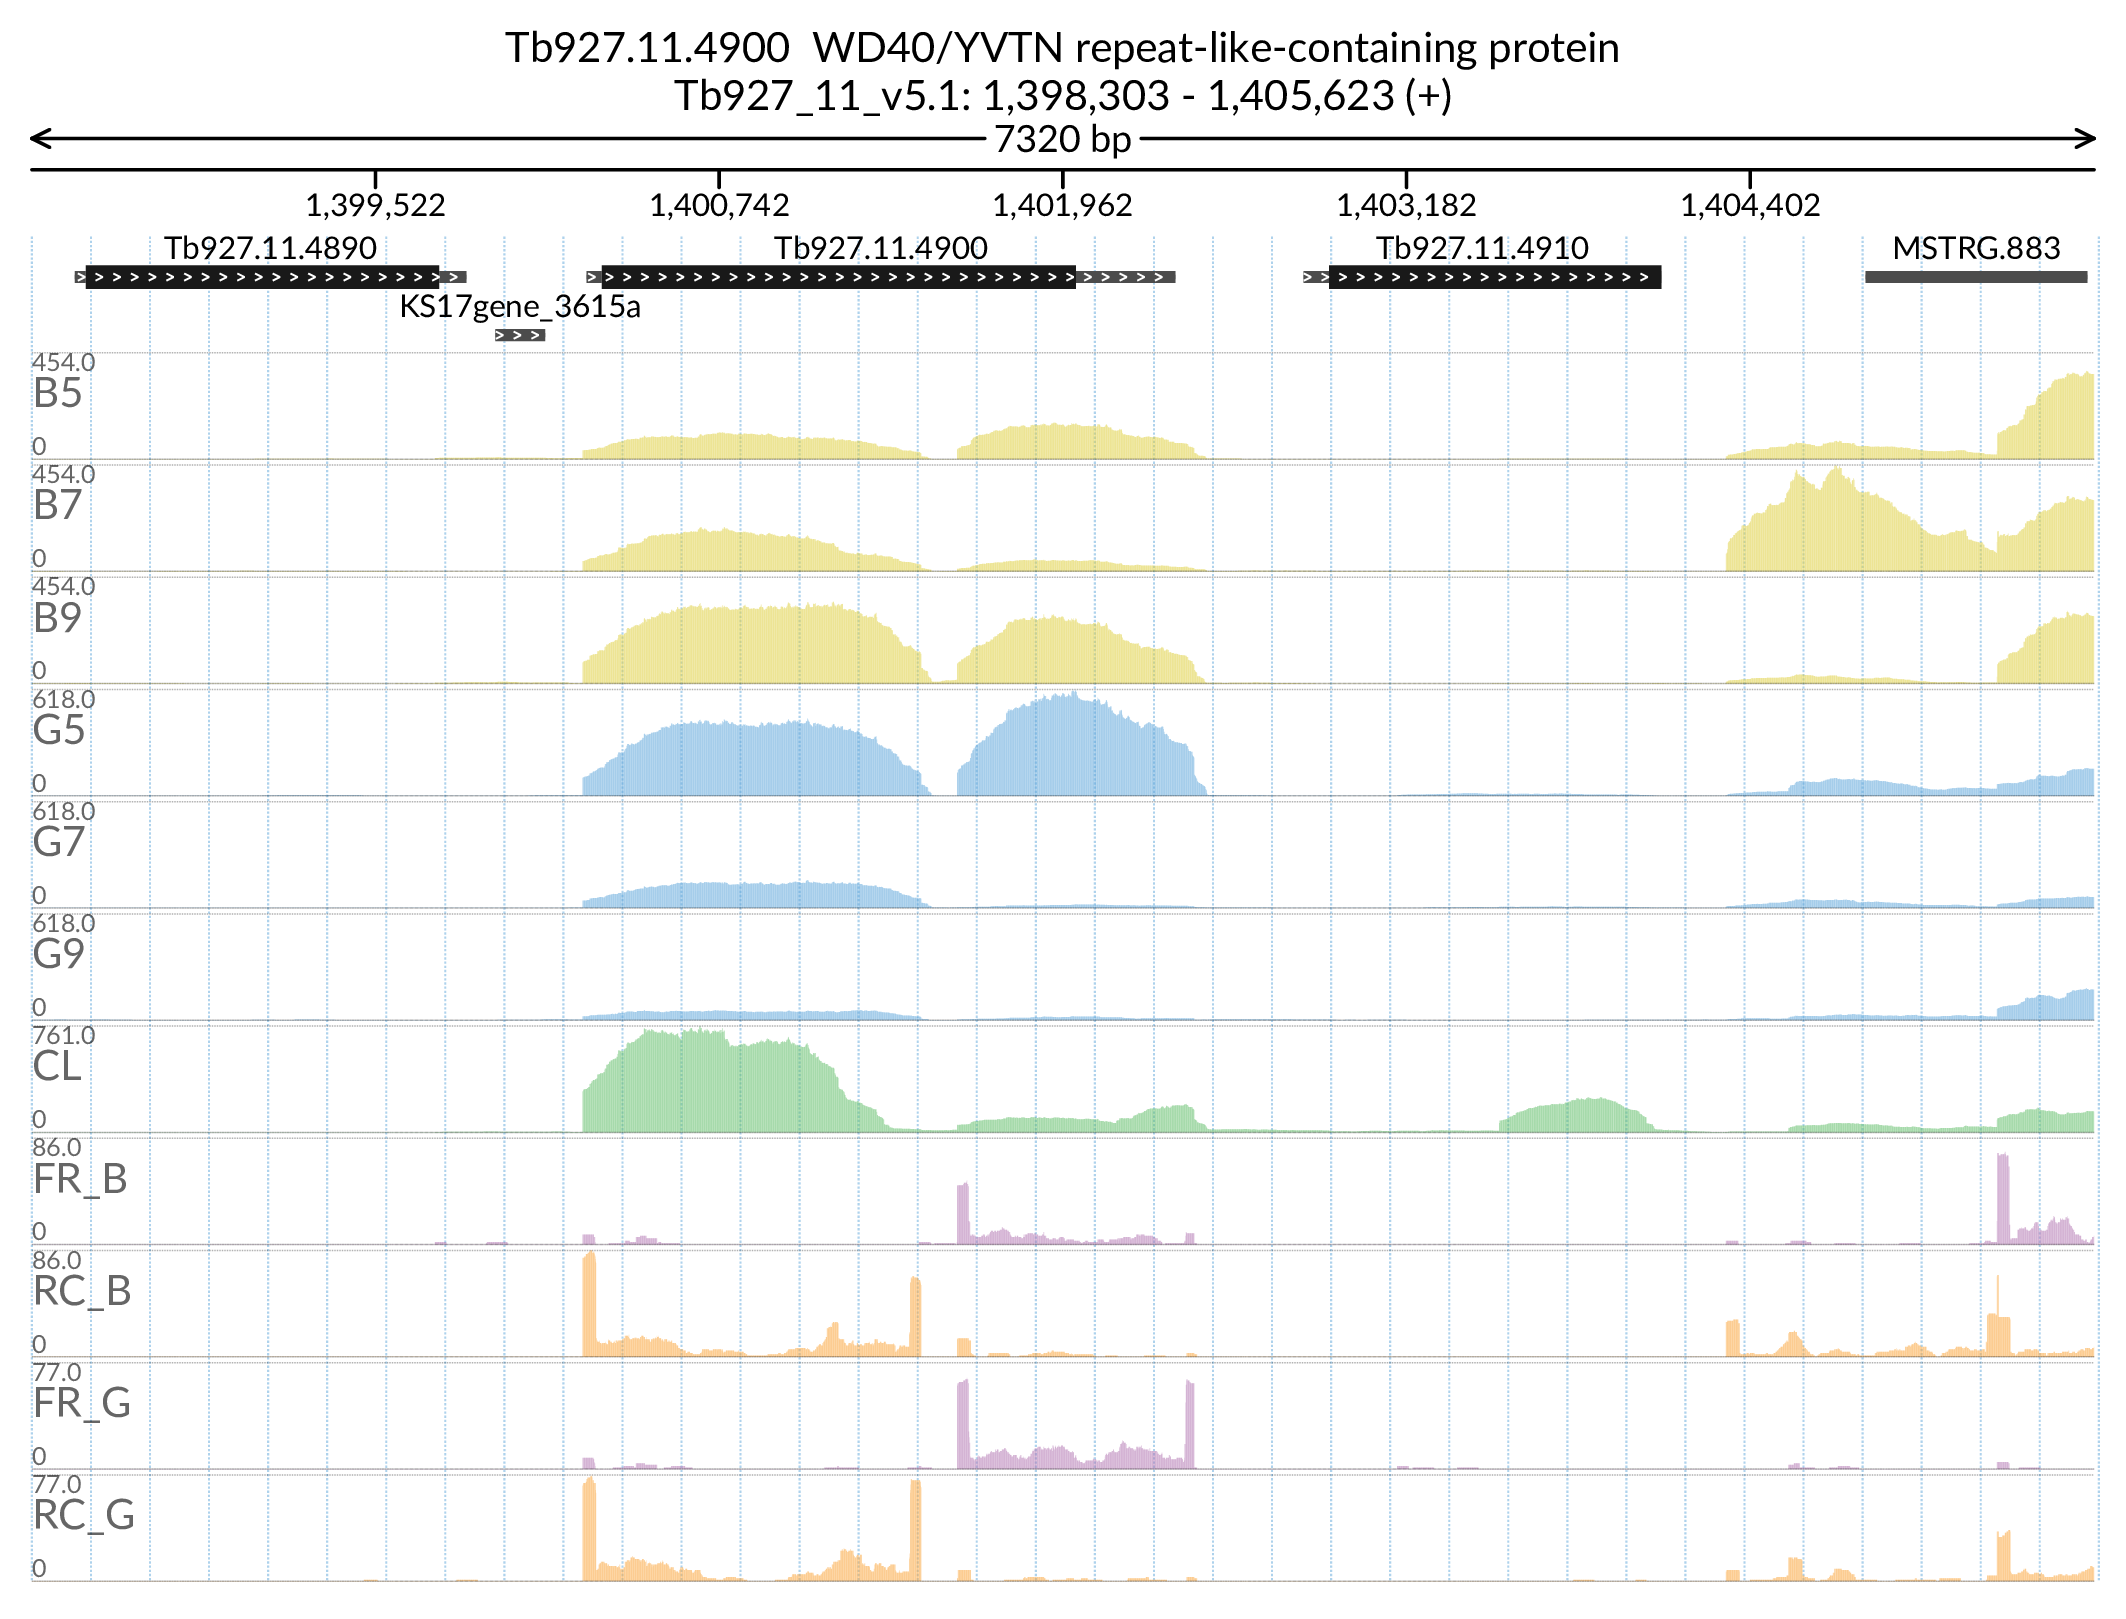 Tb927.11.4900  WD40/YVTN repeat-like-containing protein
Tb927_11_v5.1: 1,398,303 - 1,405,623 (+)
7320 bp
1,399,522 1,400,742 1,401,962 1,403,182 1,404,402
Tb927.11.4890 Tb927.11.4900 Tb927.11.4910 MSTRG.883
KS17gene_3615a
454.0
B5
0
454.0
B7
0
454.0
B9
0
618.0
G5
0
618.0
G7
0
618.0
G9
0
761.0
CL
0
86.0
FR_B
0
86.0
RC_B
0
77.0
FR_G
0
77.0
RC_G
0